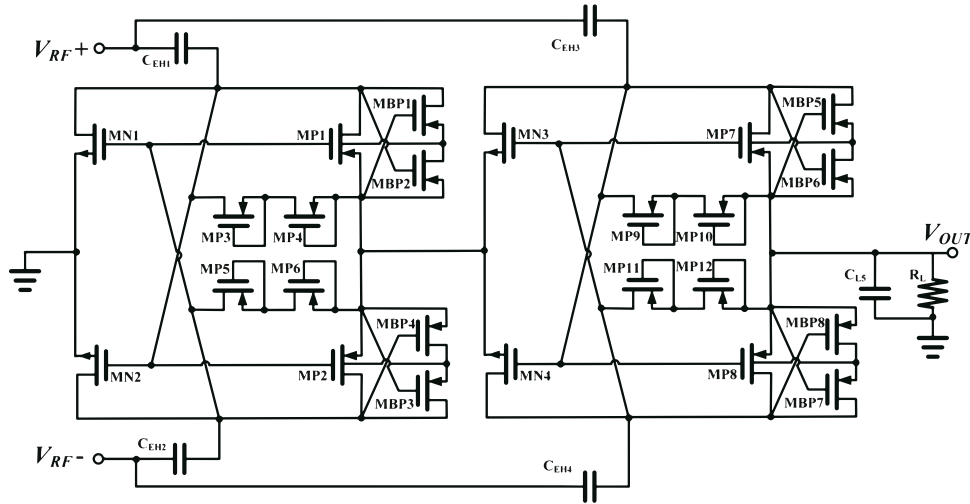 V_RF+
C_EH1
C_EH3
MN1
MP1
MBP1
MBP2
MN3
MP7
MBP5
MBP6
MP3
MP4
MP9
MP10
MP5
MP6
MP11
MP12
V_OUT
C_L5
R_L
MN2
MP2
MBP4
MBP3
MN4
MP8
MBP8
MBP7
V_RF-
C_EH2
C_EH4